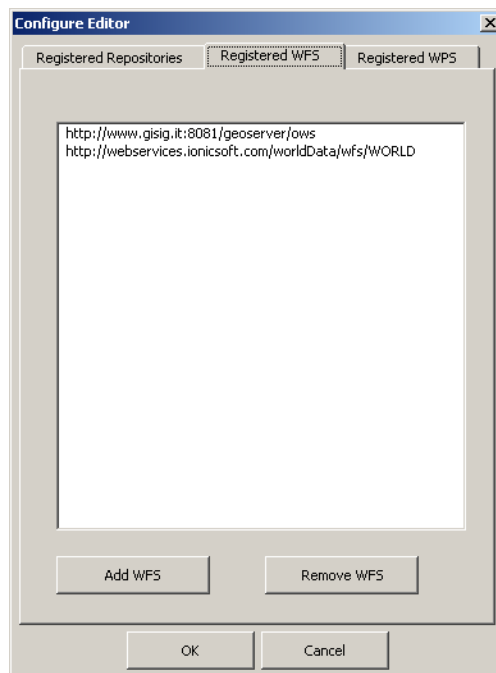 Configure Editor
Registered Repositories
Registered WFS
Registered WPS
http://www.gisig.it:8081/geoserver/ows
http://webservices.ionicsoft.com/worldData/wfs/WORLD
Add WFS
Remove WFS
OK
Cancel